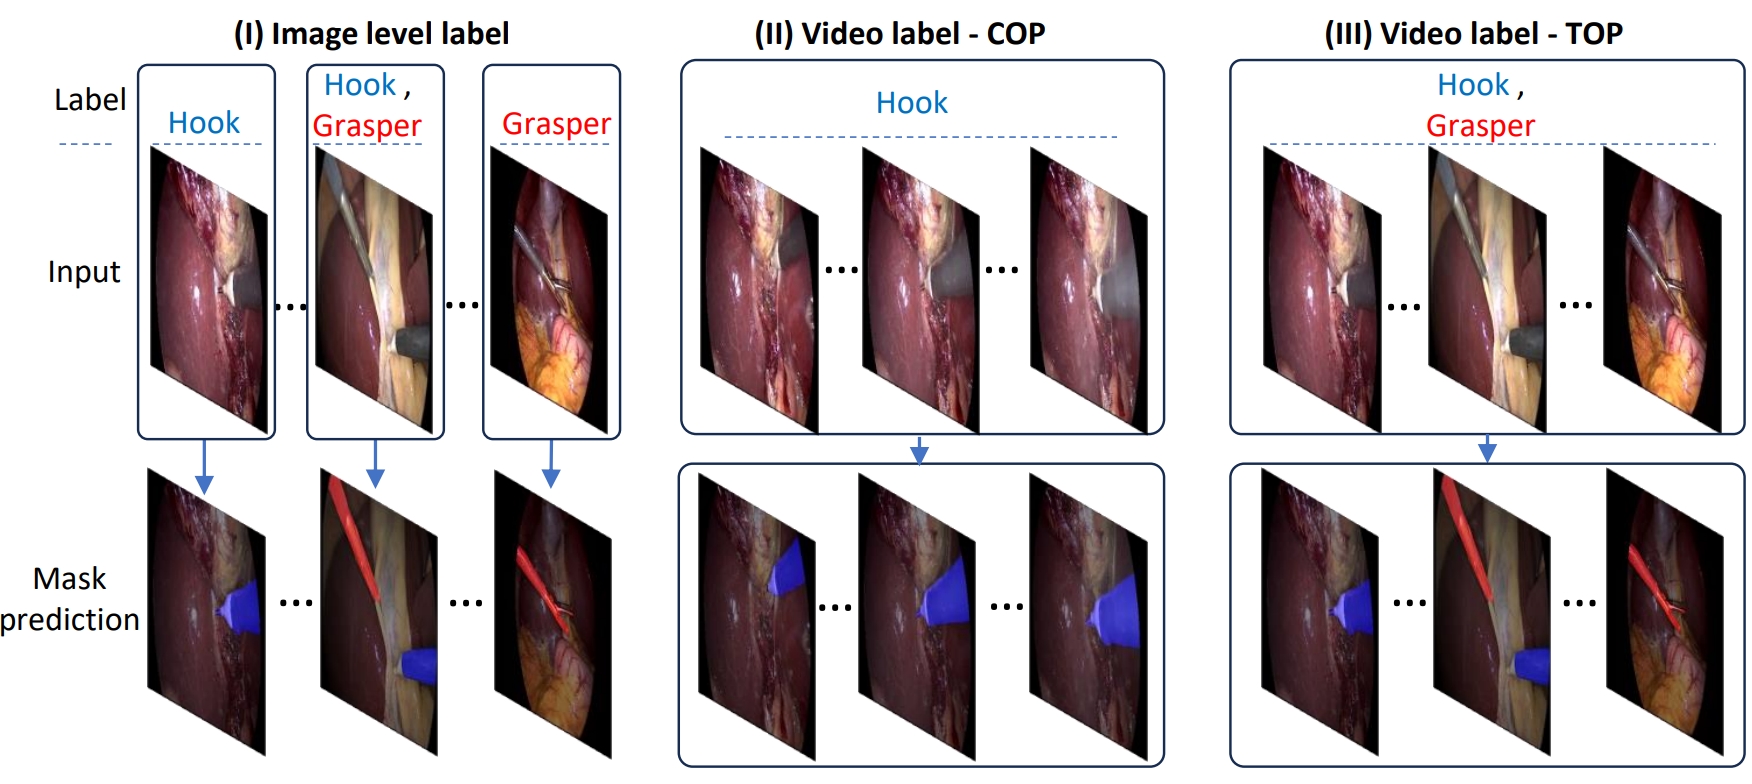 (I) Image level label
(II) Video label - COP
(III) Video label - TOP
Label
Hook
Hook ,
Grasper
Grasper
Hook
Hook ,
Grasper
Input
Mask
prediction